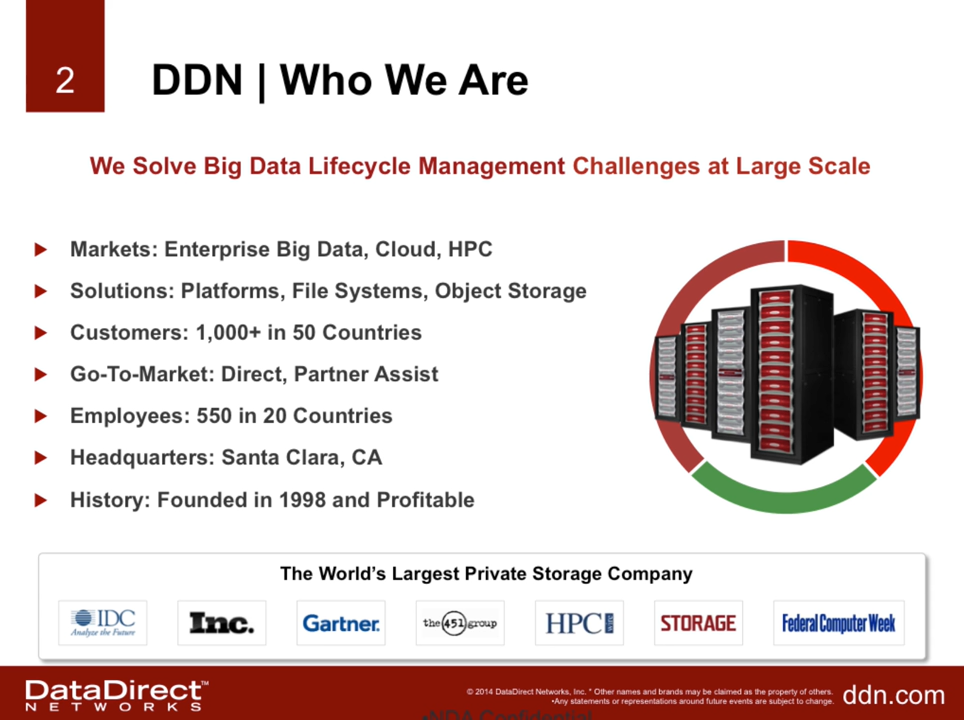 2
DDN | Who We Are
We Solve Big Data Lifecycle Management Challenges at Large Scale
Markets: Enterprise Big Data, Cloud, HPC
Solutions: Platforms, File Systems, Object Storage
Customers: 1,000+ in 50 Countries
Go-To-Market: Direct, Partner Assist
Employees: 550 in 20 Countries
Headquarters: Santa Clara, CA
History: Founded in 1998 and Profitable
The World's Largest Private Storage Company
IDC
Analyze the Future
Inc.
Gartner.
the 451 group
HPC
STORAGE
Federal Computer Week
DataDirect™
NETWORKS
© 2014 DataDirect Networks, Inc. * Other names and brands may be claimed as the property of others.
•Any statements or representations around future events are subject to change.
ddn.com
•NDA Confidential